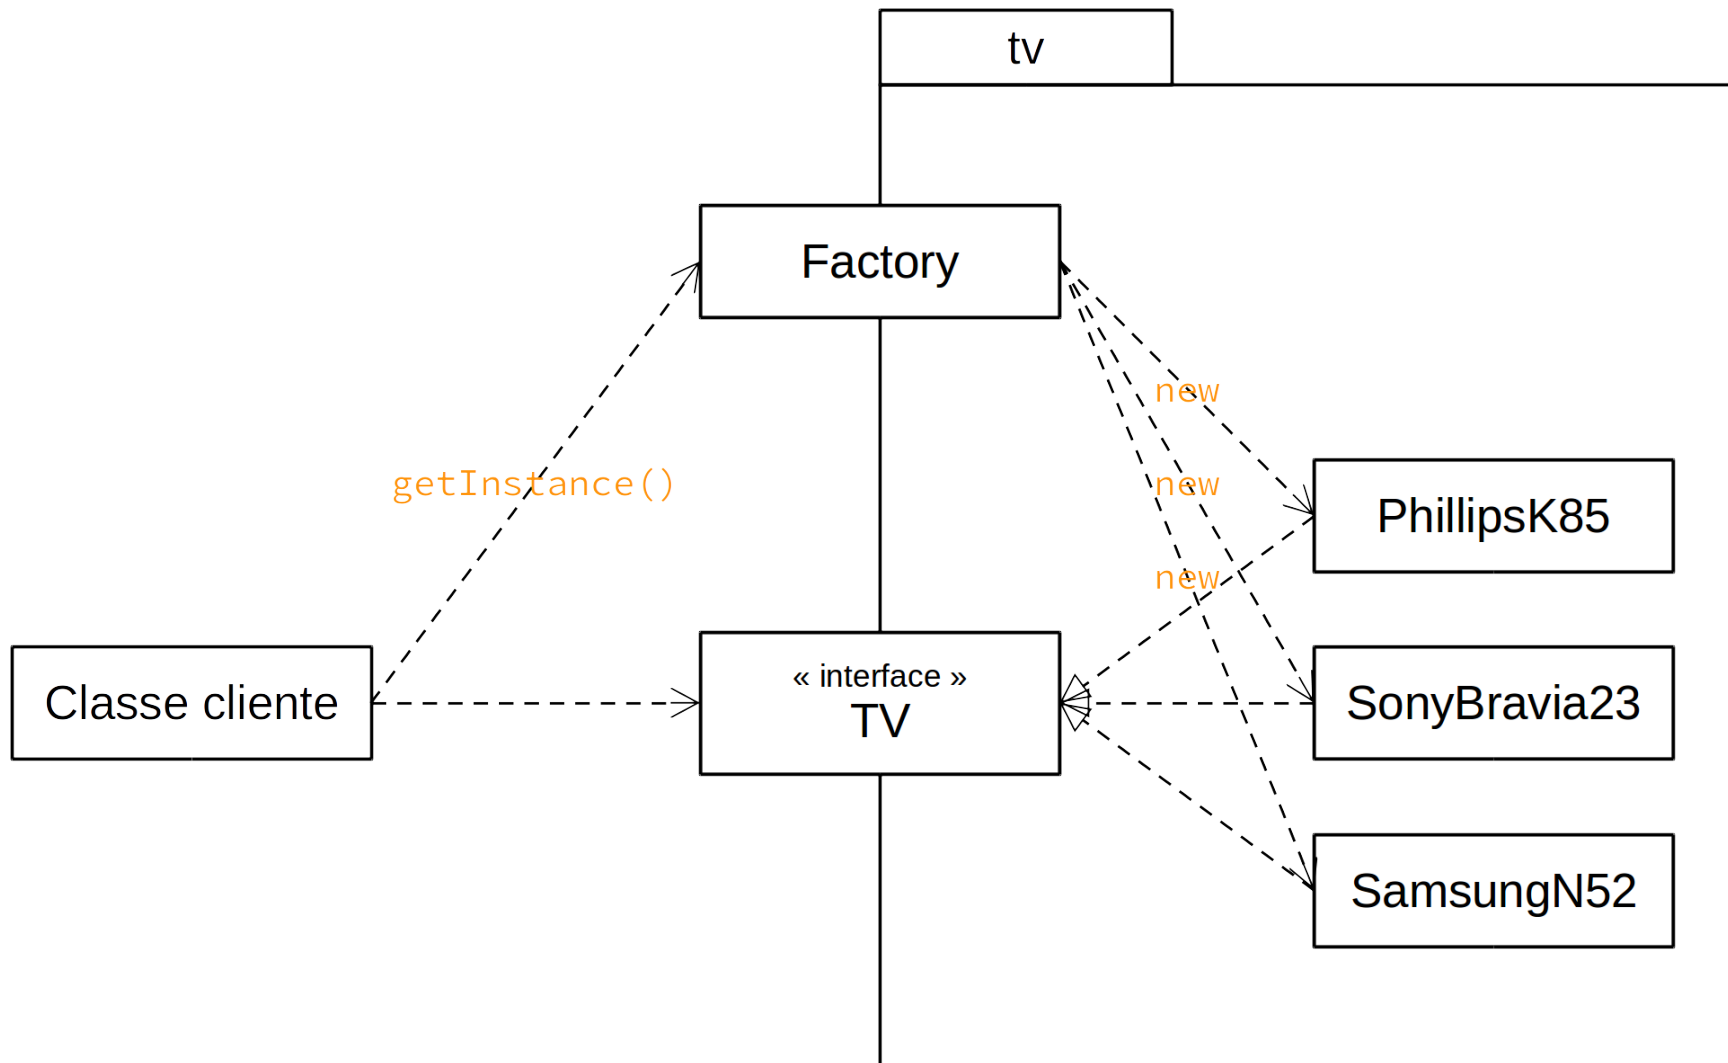 tv
Factory
new
getInstance()
new
PhillipsK85
new
Classe cliente
« interface »
TV
SonyBravia23
SamsungN52